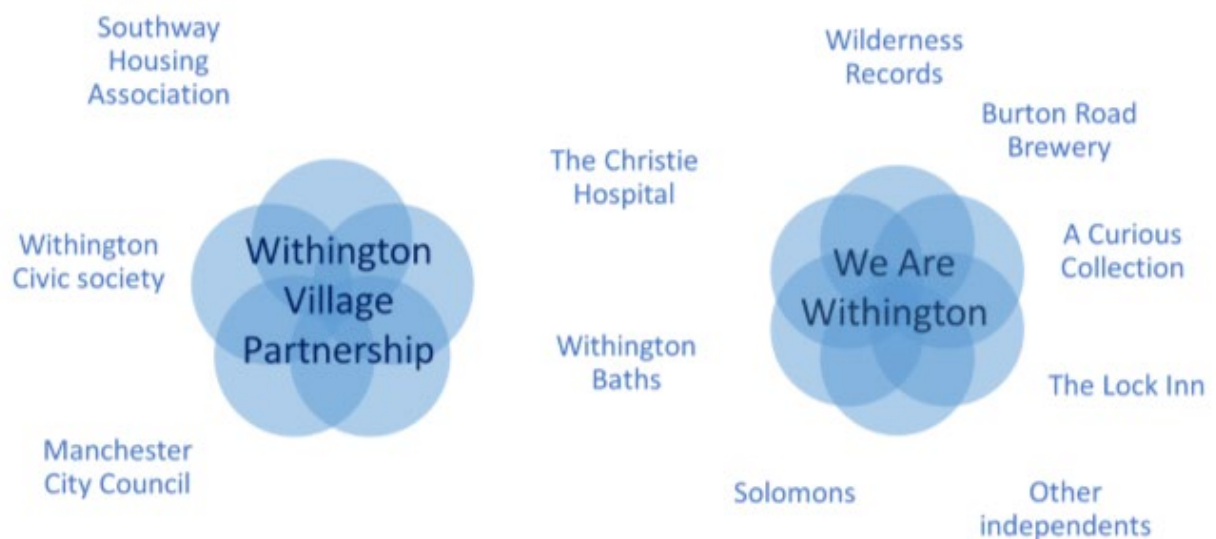 Southway
Housing
Association
Withington
Civic society
Manchester
City Council
Withington
Village
Partnership
The Christie
Hospital
Withington
Baths
Wilderness
Records
Burton Road
Brewery
We Are
Withington
A Curious
Collection
The Lock Inn
Solomons
Other
independents